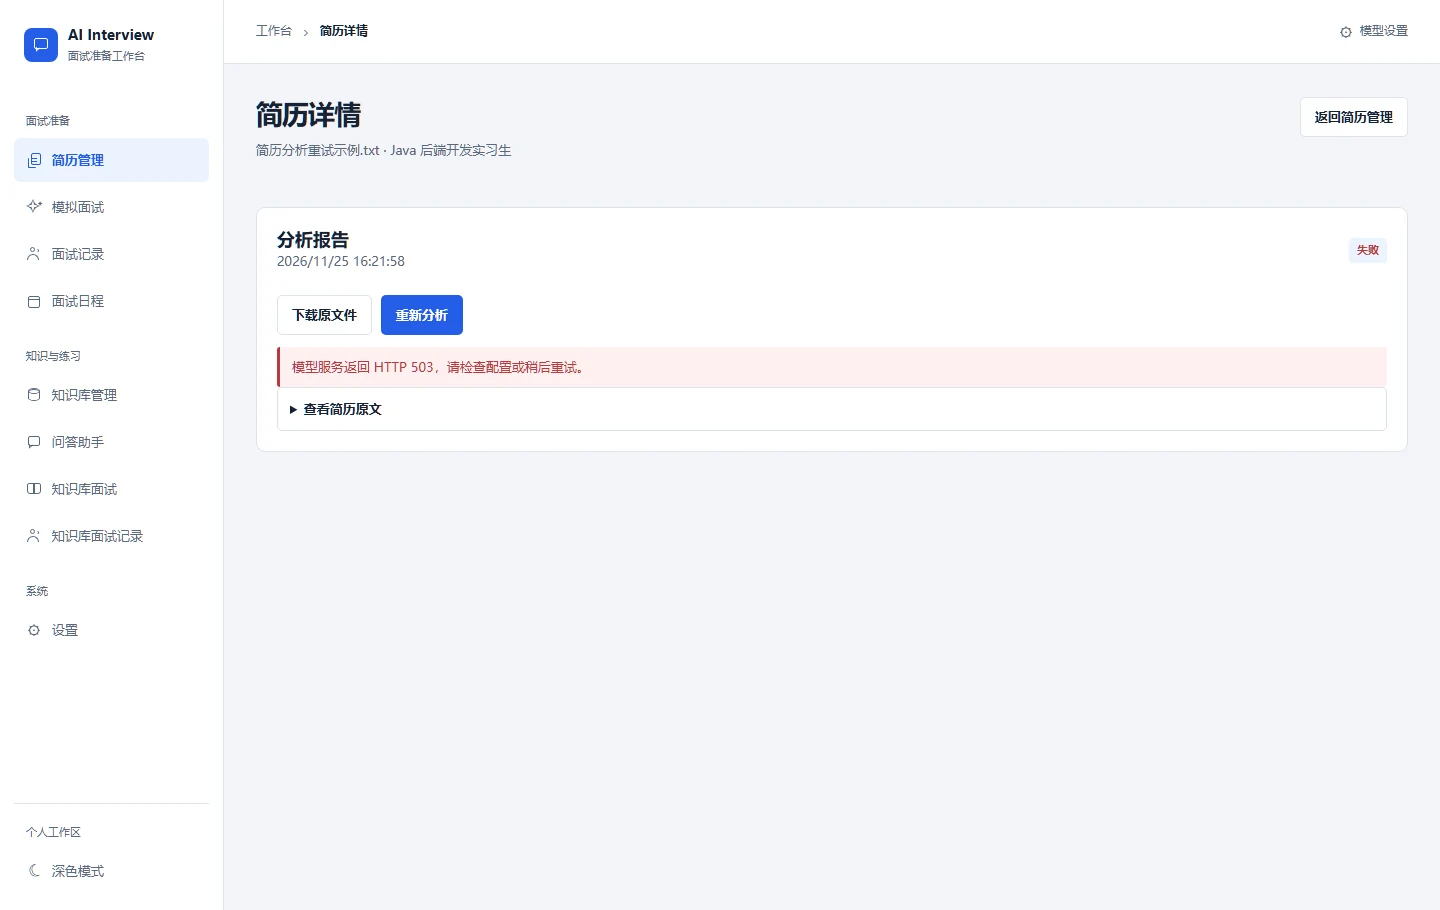 AI Interview
面试准备工作台
面试准备
简历管理
模拟面试
面试记录
面试日程
知识与练习
知识库管理
问答助手
知识库面试
知识库面试记录
系统
设置
个人工作区
深色模式
工作台 › 简历详情
模型设置
简历详情
简历分析重试示例.txt · Java 后端开发实习生
返回简历管理
分析报告
2026/11/25 16:21:58
失败
下载原文件 重新分析
模型服务返回 HTTP 503，请检查配置或稍后重试。
▶ 查看简历原文